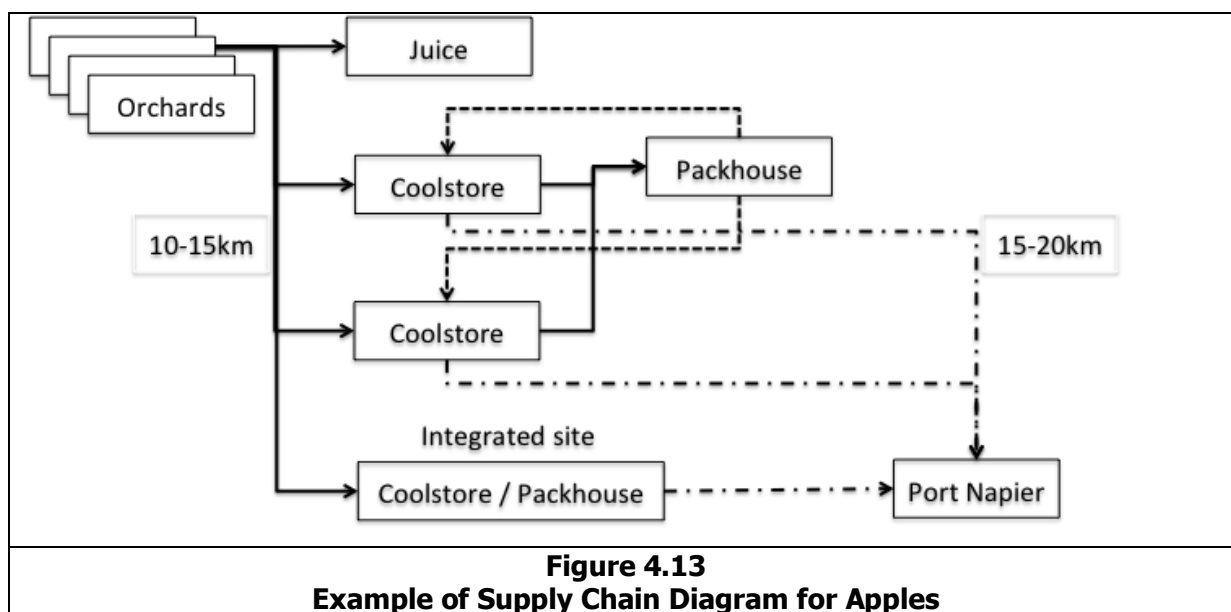 Juice
Orchards
Coolstore
Packhouse
10-15km
15-20km
Coolstore
Integrated site
Coolstore / Packhouse
Port Napier
Figure 4.13
Example of Supply Chain Diagram for Apples